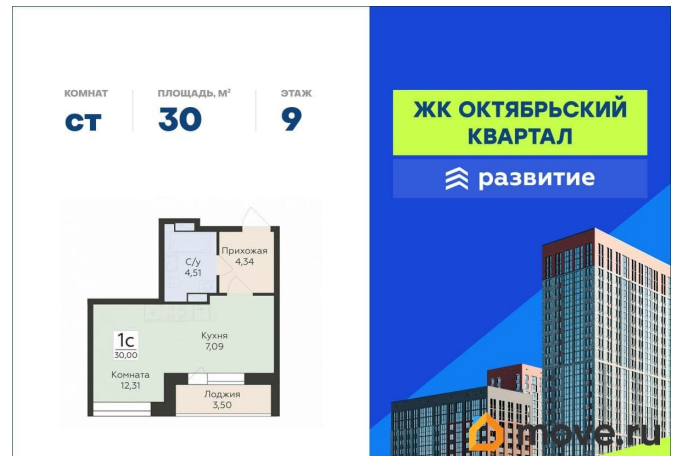 КОМНАТ
ПЛОЩАДЬ, М²
ЭТАЖ
ст
30
9
ЖК ОКТЯБРЬСКИЙ
КВАРТАЛ
развитие
Прихожая
4,34
С/у
4,51
1с
30,00
Кухня
7,09
Комната
12,31
Лоджия
3,50
move.ru